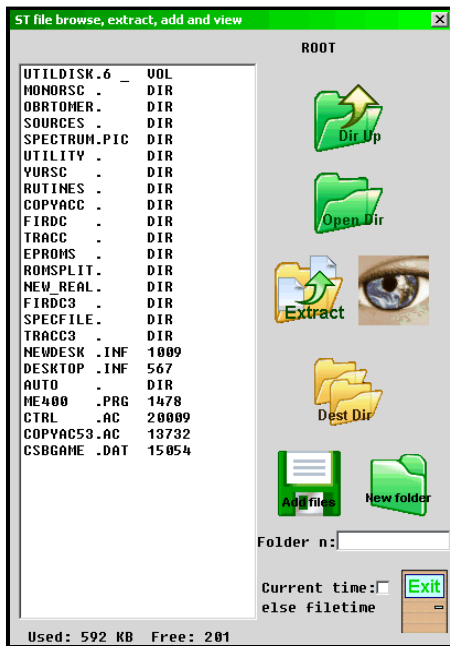 ST file browse, extract, add and view
ROOT
UTILDISK.6 _ VOL
MONORSC . DIR
OBRTOMER. DIR
SOURCES . DIR
SPECTRUM.PIC DIR
UTILITY . DIR
YURSC . DIR
RUTINES . DIR
COPYACC . DIR
FIRDC . DIR
TRACC . DIR
EPROMS . DIR
ROMSPLIT. DIR
NEW_REAL. DIR
FIRDC3 . DIR
SPECFILE. DIR
TRACC3 . DIR
NEWDESK .INF 1009
DESKTOP .INF 567
AUTO . DIR
ME400 .PRG 1478
CTRL .AC 20009
COPYAC53.AC 13732
CSBGAME .DAT 15054
Dir Up
Open Dir
Extract
Dest Dir
Add files
New folder
Folder n:
Current time:
else filetime
Exit
Used: 592 KB Free: 201